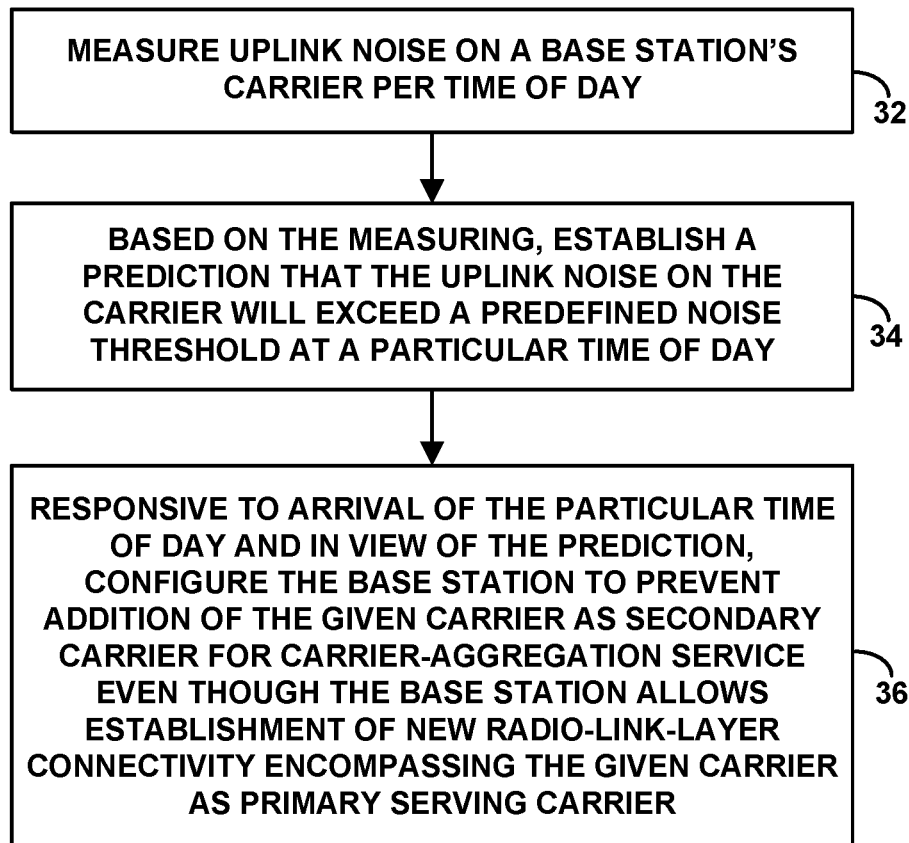 MEASURE UPLINK NOISE ON A BASE STATION'S
CARRIER PER TIME OF DAY
32
BASED ON THE MEASURING, ESTABLISH A
PREDICTION THAT THE UPLINK NOISE ON THE
CARRIER WILL EXCEED A PREDEFINED NOISE
THRESHOLD AT A PARTICULAR TIME OF DAY
34
RESPONSIVE TO ARRIVAL OF THE PARTICULAR TIME
OF DAY AND IN VIEW OF THE PREDICTION,
CONFIGURE THE BASE STATION TO PREVENT
ADDITION OF THE GIVEN CARRIER AS SECONDARY
CARRIER FOR CARRIER-AGGREGATION SERVICE
EVEN THOUGH THE BASE STATION ALLOWS
ESTABLISHMENT OF NEW RADIO-LINK-LAYER
CONNECTIVITY ENCOMPASSING THE GIVEN CARRIER
AS PRIMARY SERVING CARRIER
36